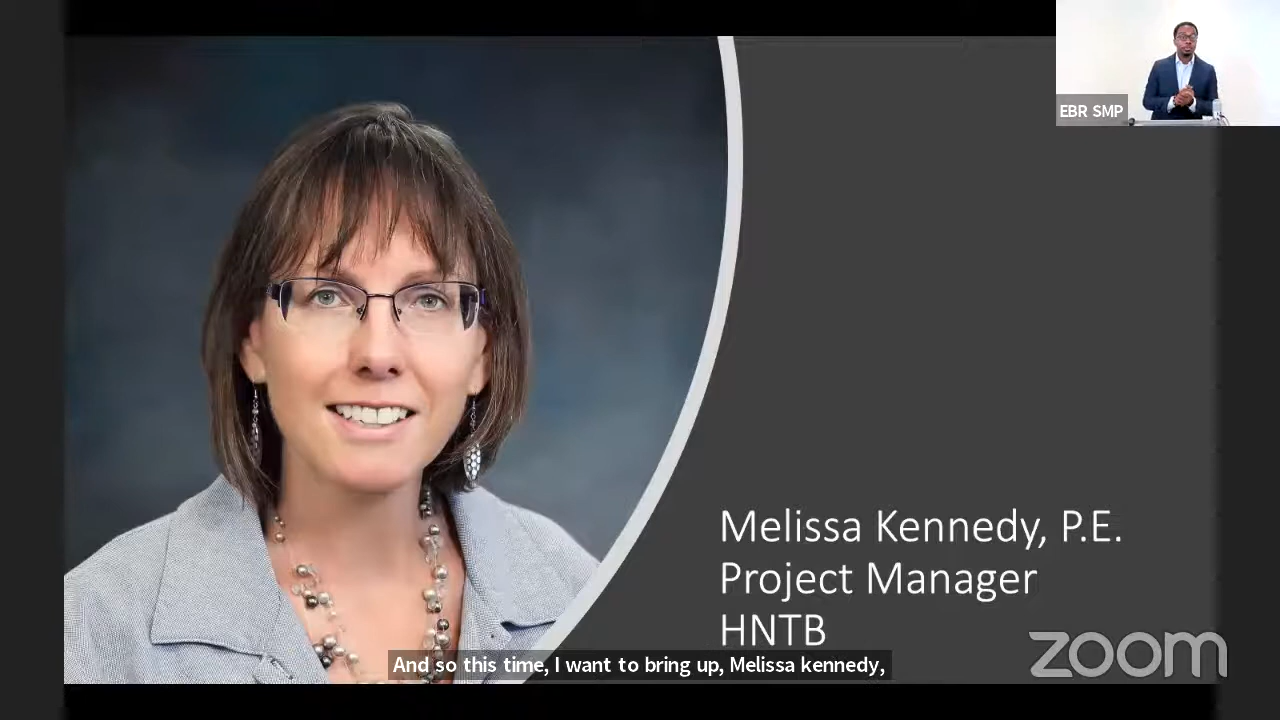 EBR SMP
Melissa Kennedy, P.E.
Project Manager
HNTB
And so this time, I want to bring up, Melissa kennedy,
zoom